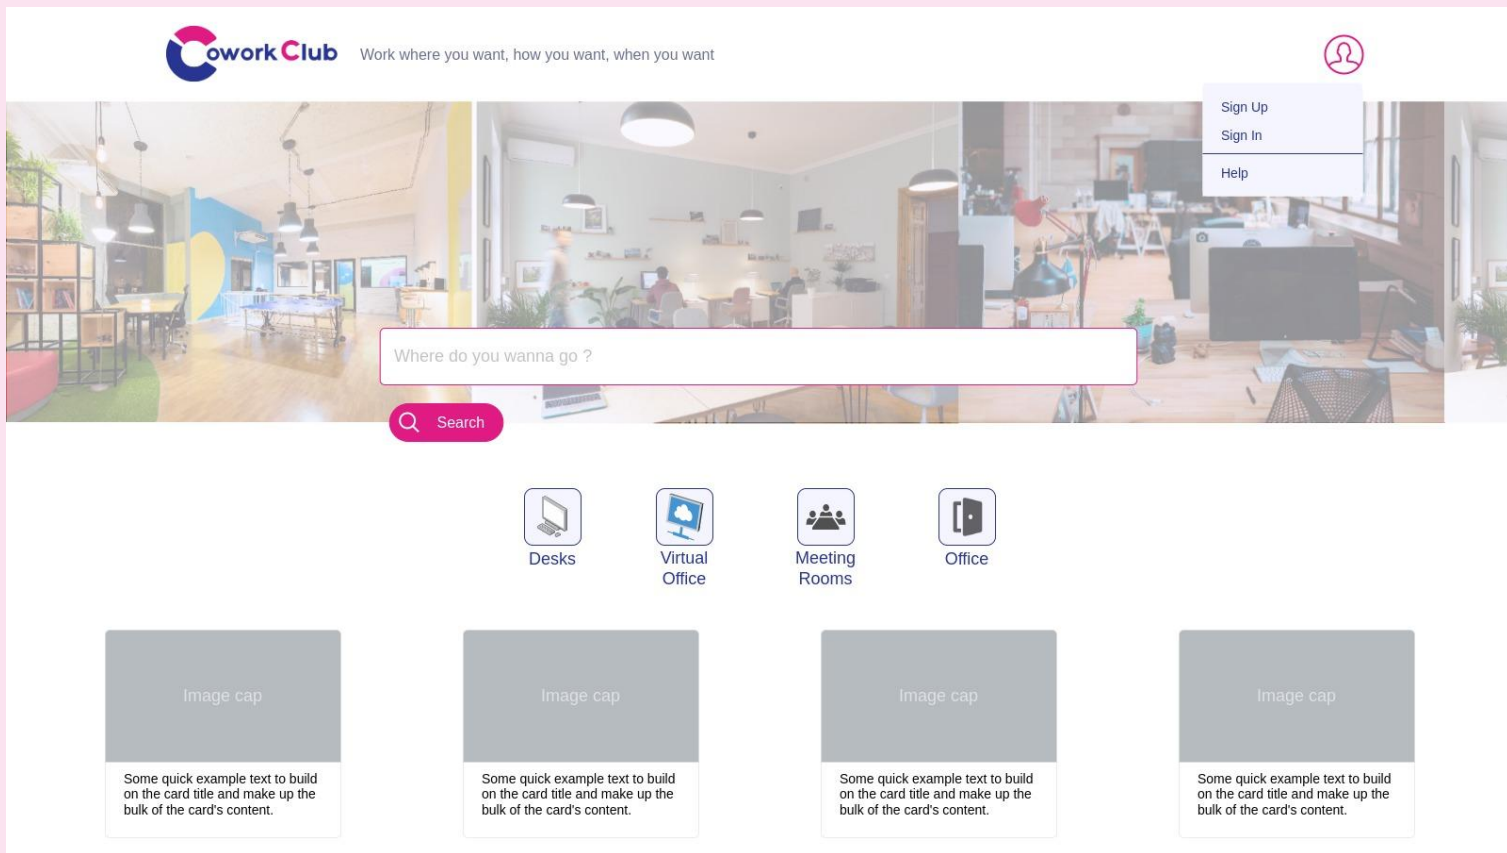 Cowork Club
Work where you want, how you want, when you want
Sign Up
Sign In
Help
Where do you wanna go ?
Search
Desks
Virtual
Office
Meeting
Rooms
Office
Image cap
Some quick example text to build
on the card title and make up the
bulk of the card's content.
Image cap
Some quick example text to build
on the card title and make up the
bulk of the card's content.
Image cap
Some quick example text to build
on the card title and make up the
bulk of the card's content.
Image cap
Some quick example text to build
on the card title and make up the
bulk of the card's content.